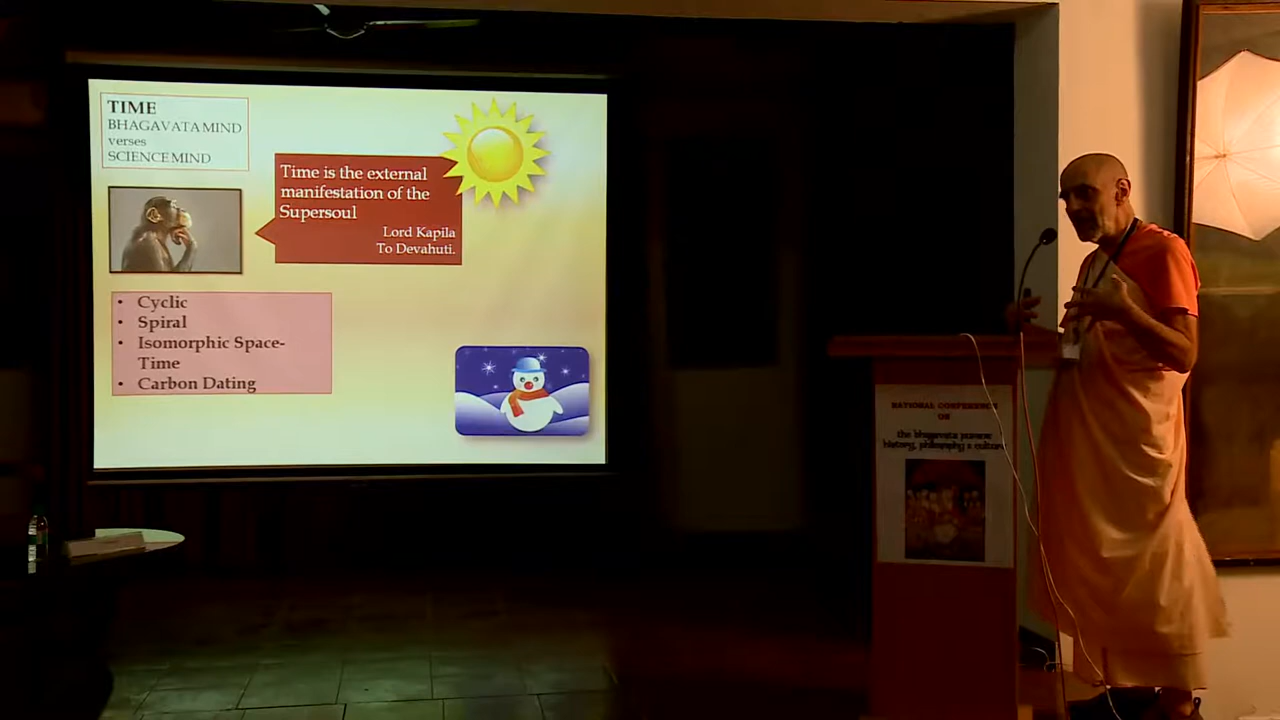 TIME
BHAGAVATA MIND
verses
SCIENCE MIND
Time is the external
manifestation of the
Supersoul
Lord Kapila
To Devahuti.
• Cyclic
• Spiral
• Isomorphic Space-
Time
• Carbon Dating
NATIONAL CONFERENCE
ON
the bhagavata purana
history, philosophy & culture